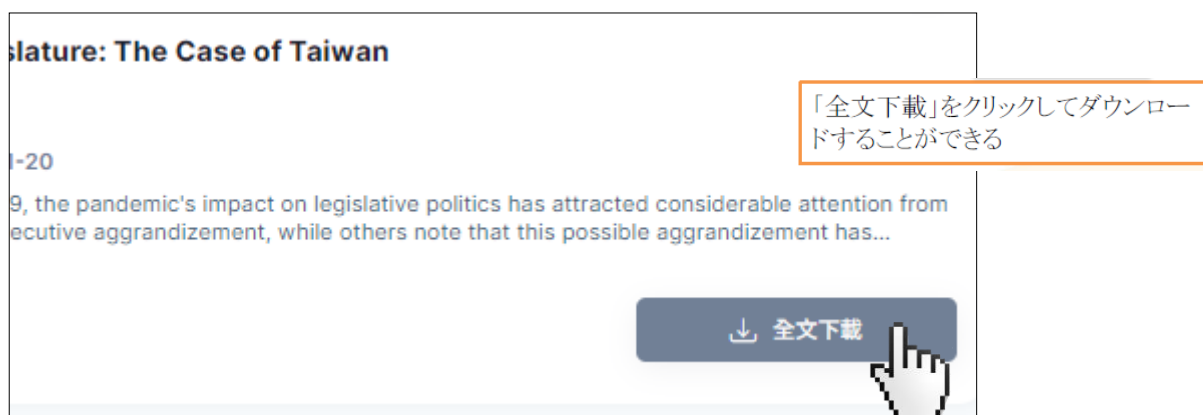 slature: The Case of Taiwan
「全文下載」をクリックしてダウンロー
ドすることができる
1-20
9, the pandemic's impact on legislative politics has attracted considerable attention from
ecutive aggrandizement, while others note that this possible aggrandizement has...
全文下載